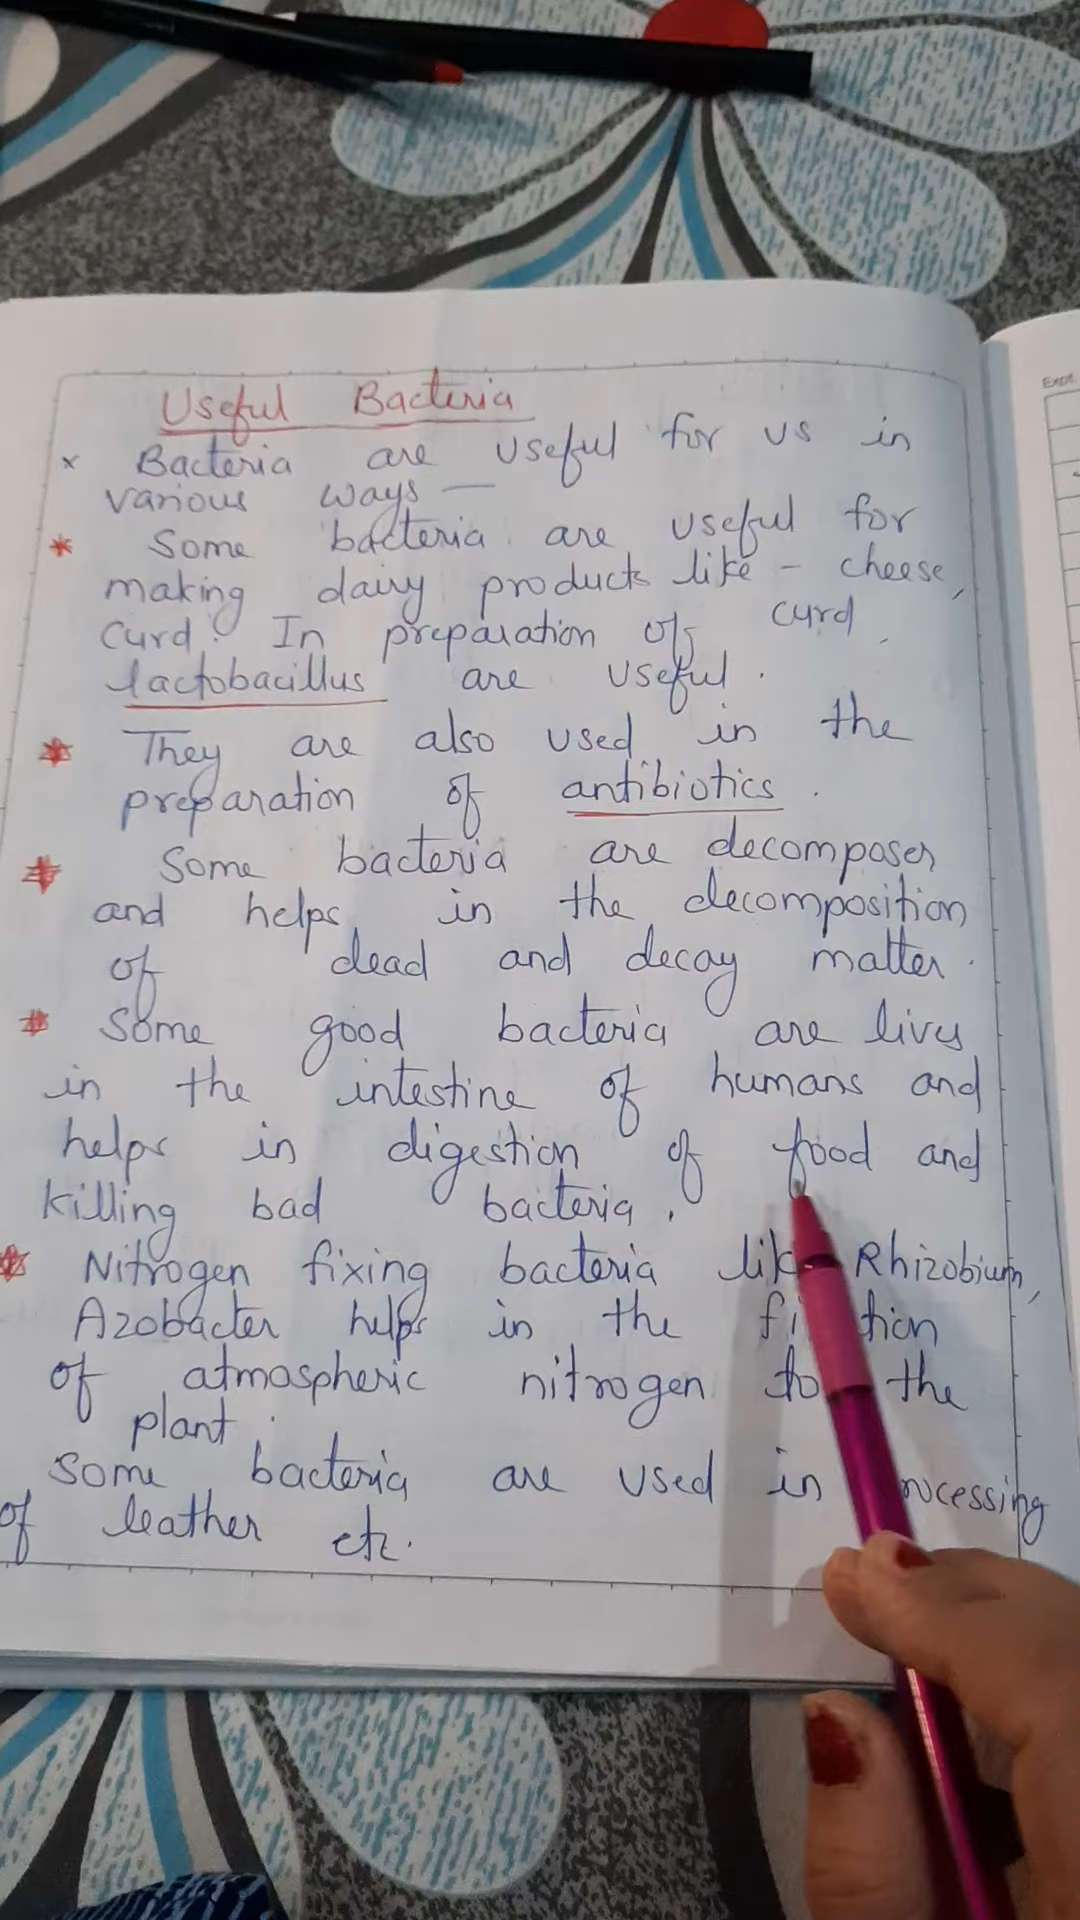 Expt.
Useful Bacteria
x Bacteria are useful for us in
various ways —
* Some bacteria are useful for
making dairy products like - cheese,
curd. In preparation of curd,
lactobacillus are useful.
* They are also used in the
preparation of antibiotics.
* Some bacteria are decomposer
and helps in the decomposition
of dead and decay matter.
* Some good bacteria are lives
in the intestine of humans and
helps in digestion of food and
killing bad bacteria.
* Nitrogen fixing bacteria Rhizobium,
Azobacter helps in the
of atmospheric nitrogen to the
plant.
Some bacteria are used in
of leather etc.